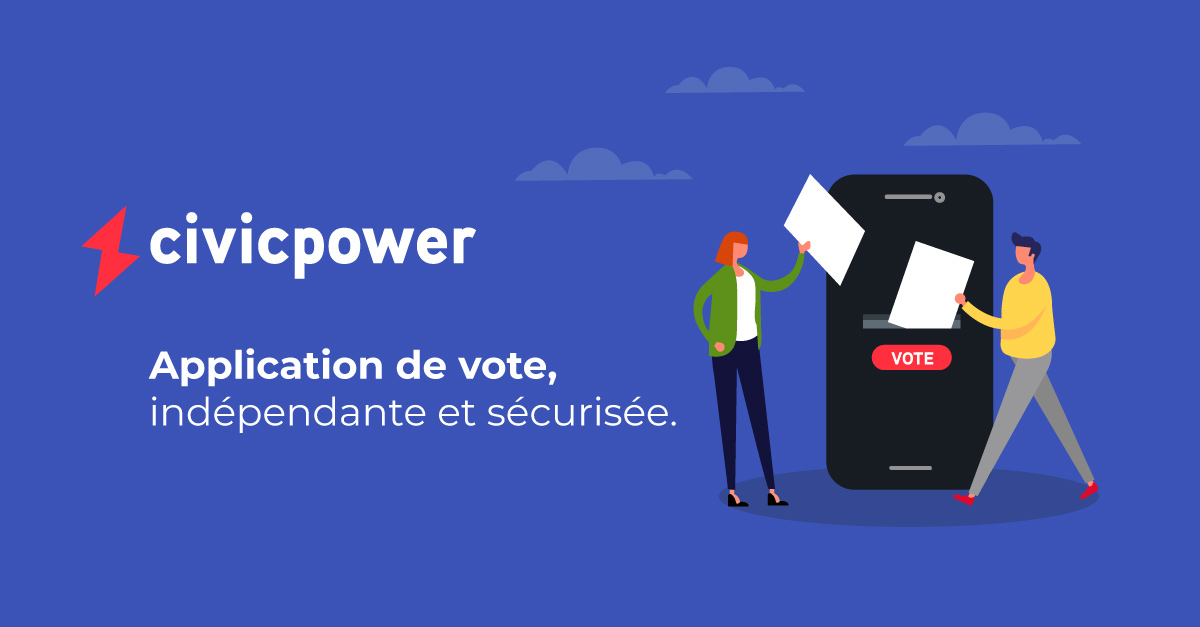 civicpower
Application de vote,
indépendante et sécurisée.
VOTE